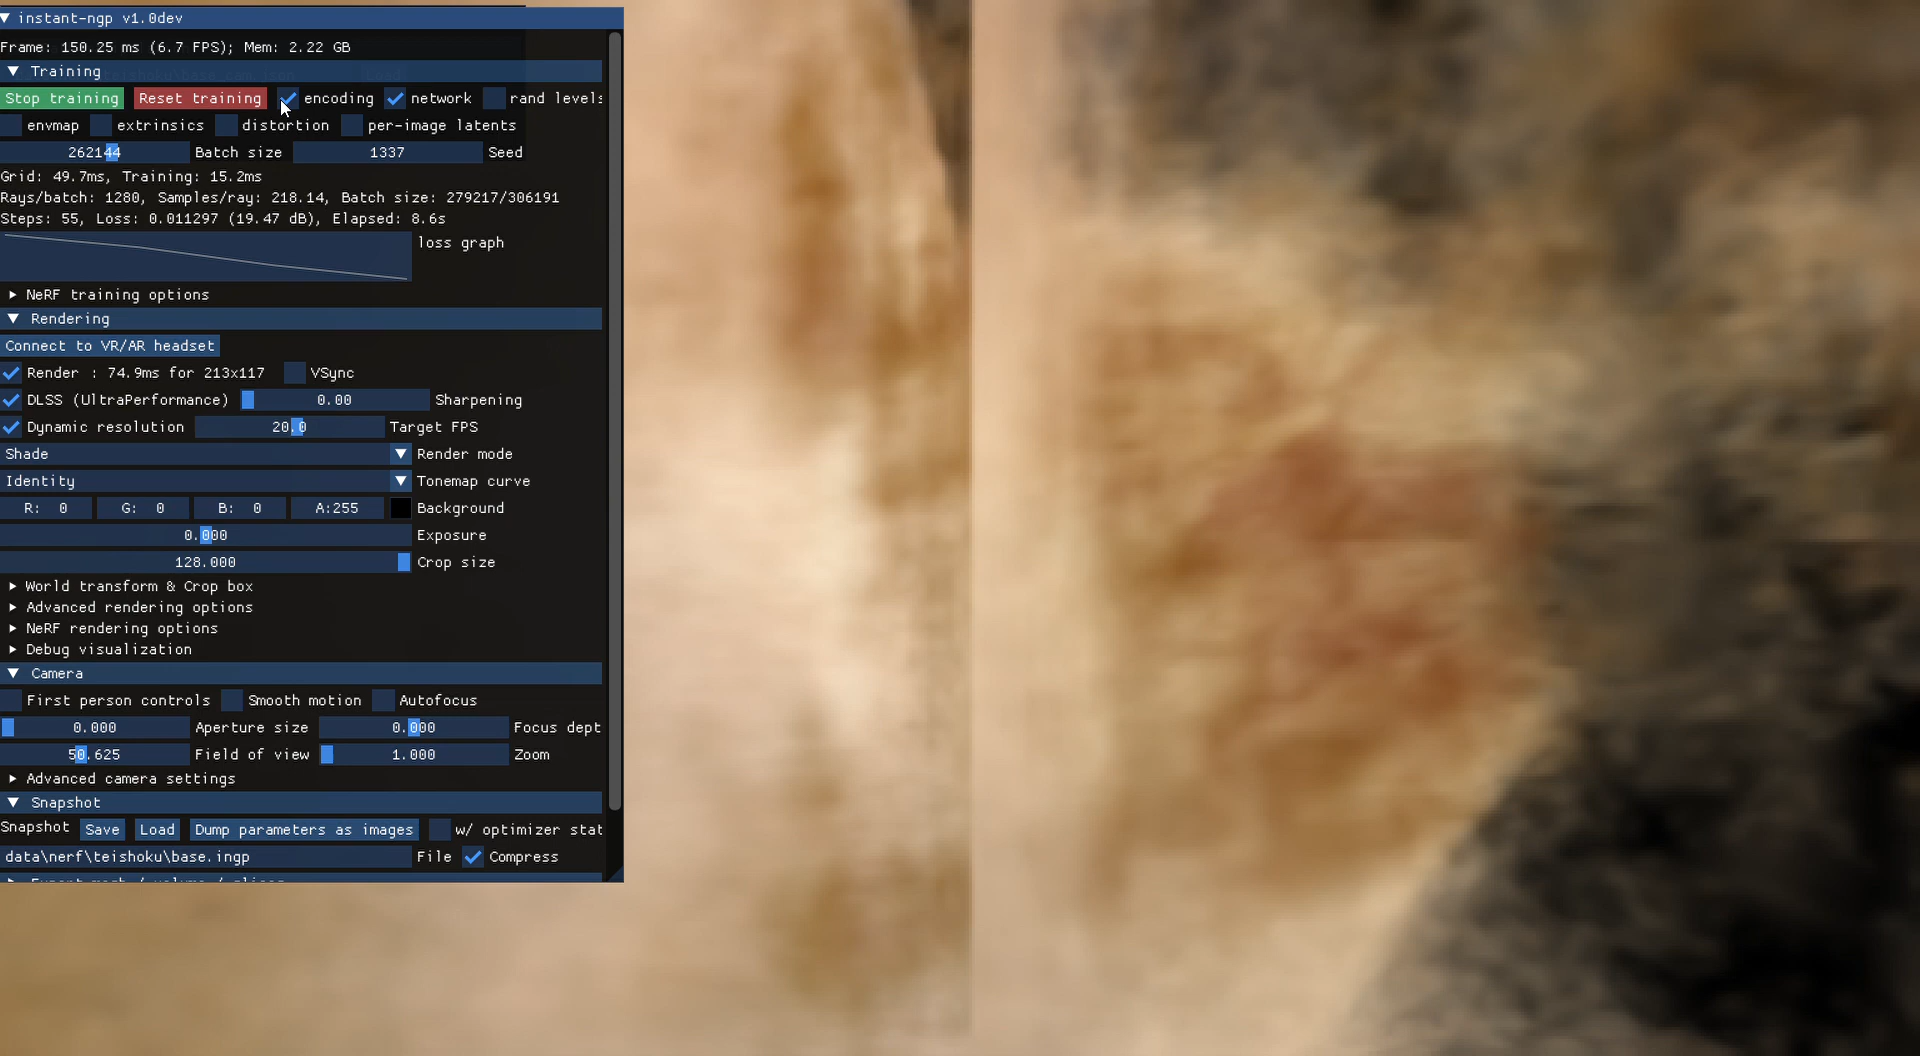 instant-ngp v1.0dev
Frame: 150.25 ms (6.7 FPS); Mem: 2.22 GB
Training
Stop training Reset training encoding network rand levels
envmap extrinsics distortion per-image latents
262144 Batch size 1337 Seed
Grid: 49.7ms, Training: 15.2ms
Rays/batch: 1280, Samples/ray: 218.14, Batch size: 279217/306191
Steps: 55, Loss: 0.011297 (19.47 dB), Elapsed: 8.6s
loss graph
NeRF training options
Rendering
Connect to VR/AR headset
Render : 74.9ms for 213x117 VSync
DLSS (UltraPerformance) 0.00 Sharpening
Dynamic resolution 20.0 Target FPS
Shade Render mode
Identity Tonemap curve
R: 0 G: 0 B: 0 A:255 Background
0.000 Exposure
128.000 Crop size
World transform & Crop box
Advanced rendering options
NeRF rendering options
Debug visualization
Camera
First person controls Smooth motion Autofocus
0.000 Aperture size 0.000 Focus dept
50.625 Field of view 1.000 Zoom
Advanced camera settings
Snapshot
Snapshot Save Load Dump parameters as images w/ optimizer stat
data\nerf\teishoku\base.ingp File Compress